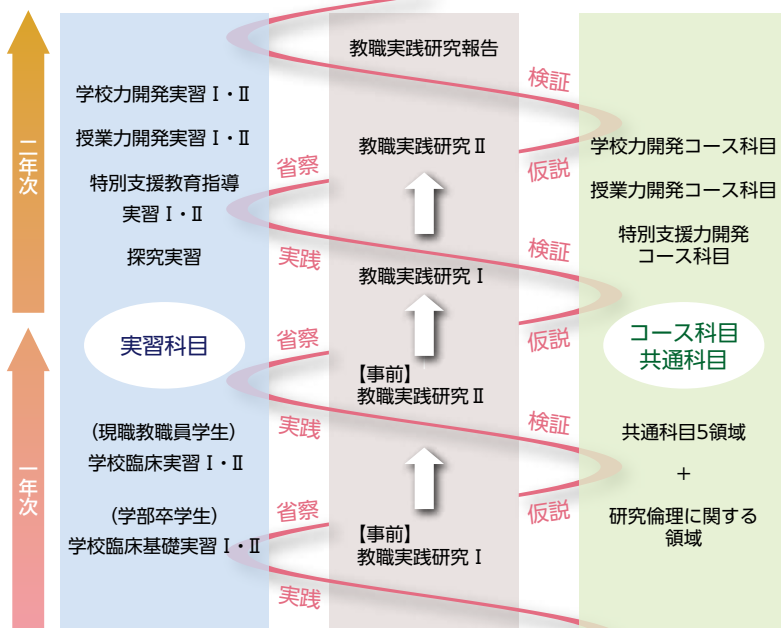 二年次
一年次
学校力開発実習Ⅰ・Ⅱ
授業力開発実習Ⅰ・Ⅱ
特別支援教育指導
実習Ⅰ・Ⅱ
探究実習
実習科目
(現職教職員学生)
学校臨床実習Ⅰ・Ⅱ
(学部卒学生)
学校臨床基礎実習Ⅰ・Ⅱ
省察
実践
省察
実践
省察
実践
教職実践研究報告
教職実践研究Ⅱ
教職実践研究Ⅰ
【事前】
教職実践研究Ⅱ
【事前】
教職実践研究Ⅰ
検証
仮説
検証
仮説
検証
仮説
学校力開発コース科目
授業力開発コース科目
特別支援力開発
コース科目
コース科目
共通科目
共通科目5領域
+
研究倫理に関する
領域